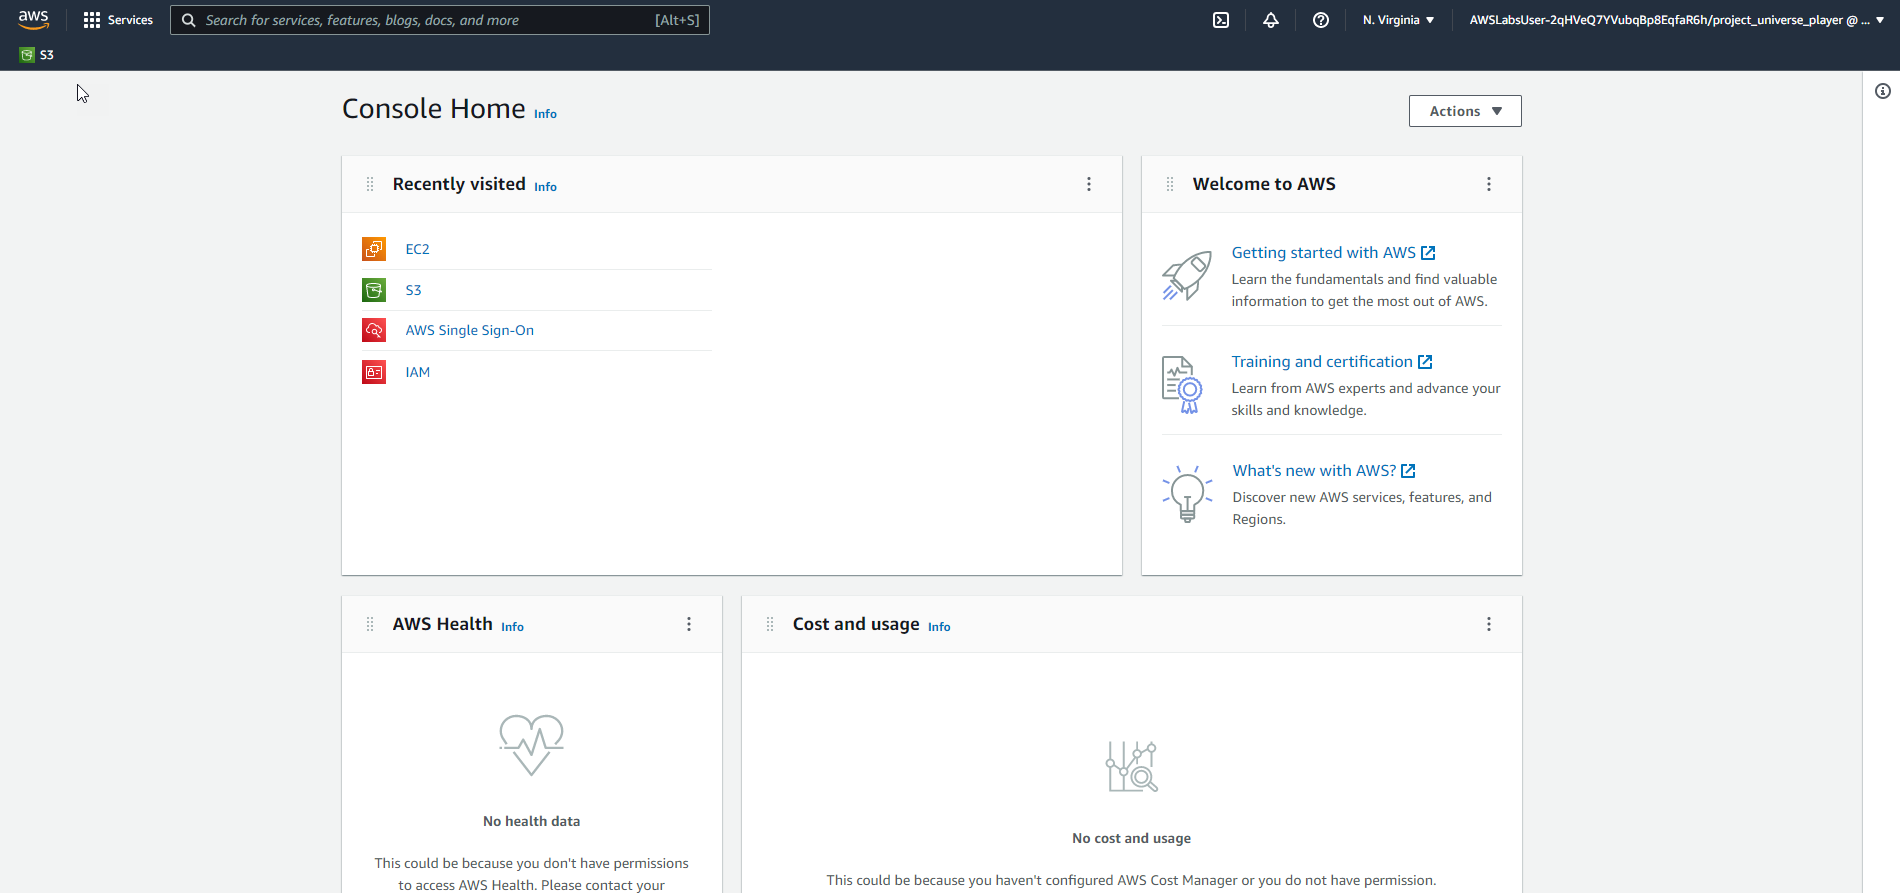 aws
Services
Search for services, features, blogs, docs, and more
[Alt+S]
N. Virginia
AWSLabsUser-2qHVeQ7YVubqBp8EqfaR6h/project_universe_player @ ...
S3
Console Home Info
Actions
Recently visited Info
EC2
S3
AWS Single Sign-On
IAM
Welcome to AWS
Getting started with AWS
Learn the fundamentals and find valuable
information to get the most out of AWS.
Training and certification
Learn from AWS experts and advance your
skills and knowledge.
What's new with AWS?
Discover new AWS services, features, and
Regions.
AWS Health Info
No health data
This could be because you don't have permissions
to access AWS Health. Please contact your
Cost and usage Info
No cost and usage
This could be because you haven't configured AWS Cost Manager or you do not have permission.